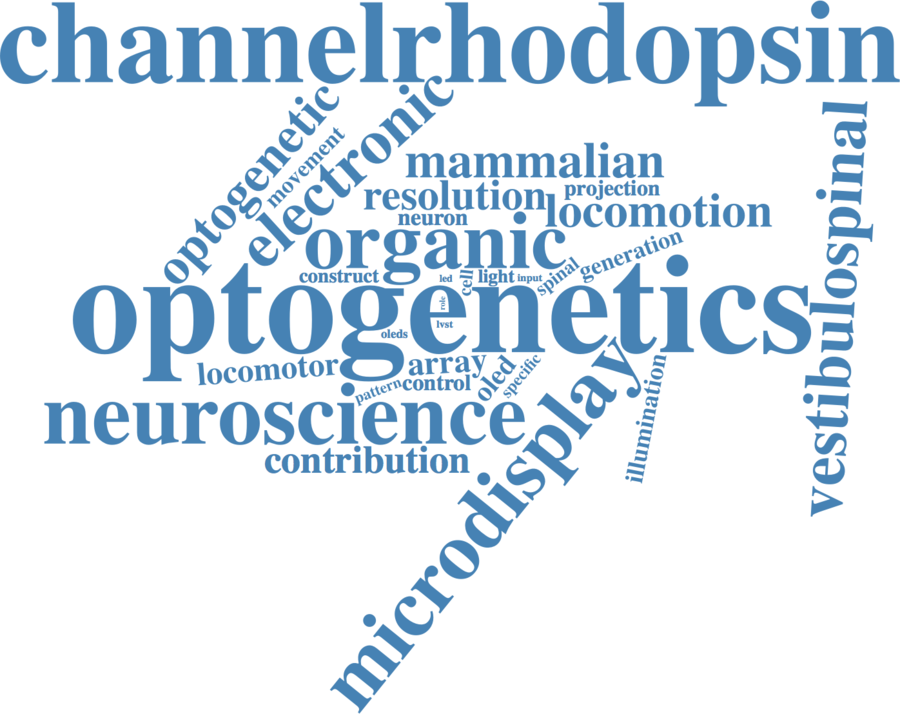 channelrhodopsin
optogenetic
movement
electronic
mammalian
resolution
projection
neuron
locomotion
vestibulospinal
organic
generation
construct
led
cell
light
input
spinal
role
optogenetics
lvst
oleds
locomotor
array
pattern
control
oled
specific
illumination
neuroscience
microdisplay
contribution